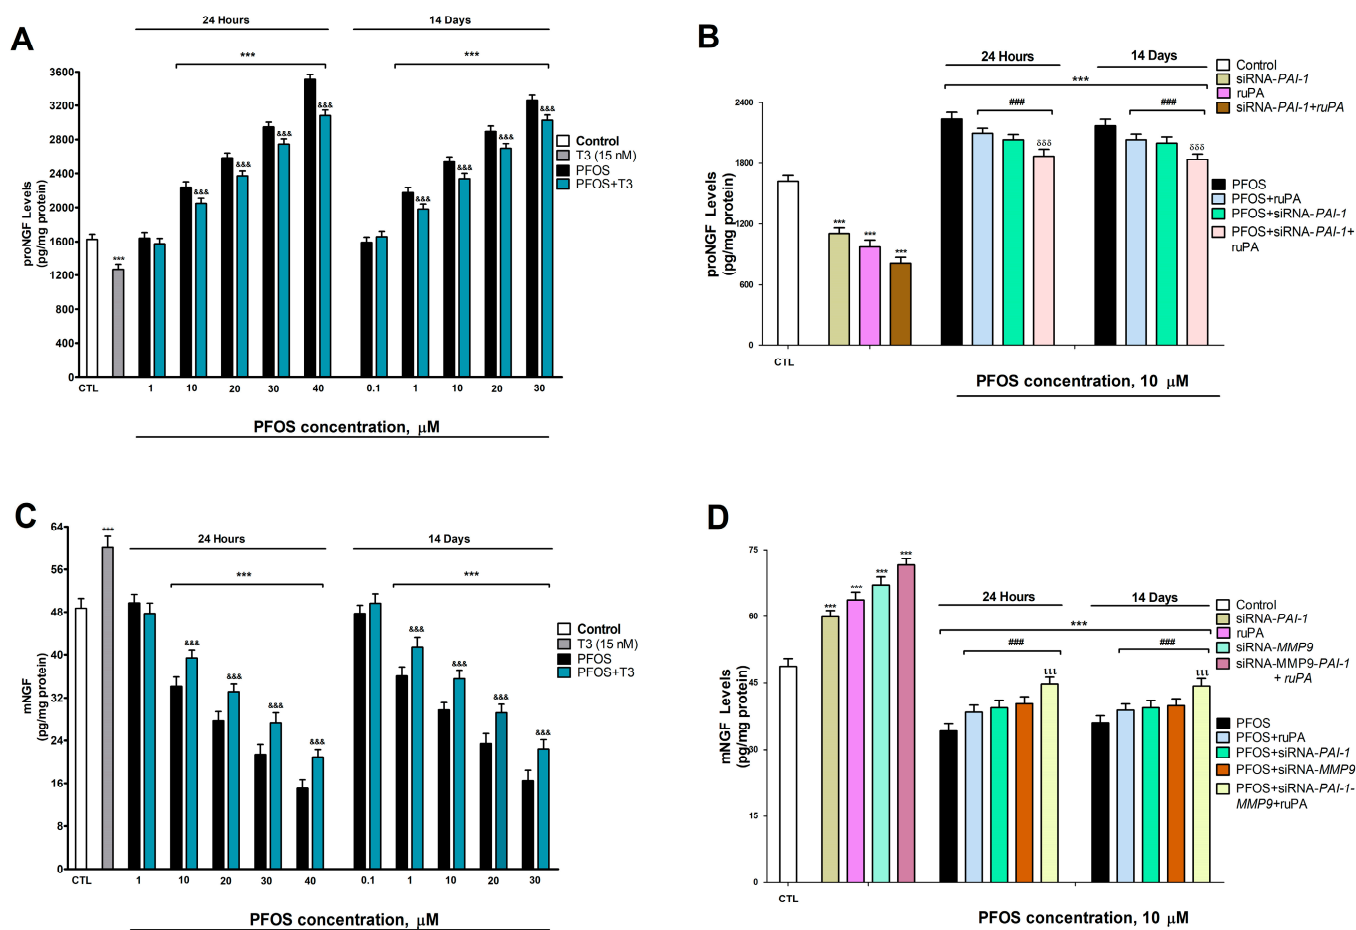 A
24 Hours
14 Days
***
***
3600
3200
2800
2400
2000
1600
1200
800
400
0
proNGF Levels
(pg/mg protein)
***
&&&
&&&
&&&
&&&
&&&
&&&
&&&
&&&
CTL
1
10
20
30
40
0.1
1
10
20
30
PFOS concentration, μM
Control
T3 (15 nM)
PFOS
PFOS+T3
B
24 Hours
14 Days
***
###
###
2400
1800
1200
600
0
proNGF Levels
(pg/mg protein)
***
***
***
δδδ
δδδ
CTL
PFOS concentration, 10 μM
Control
siRNA-PAI-1
ruPA
siRNA-PAI-1+ruPA
PFOS
PFOS+ruPA
PFOS+siRNA-PAI-1
PFOS+siRNA-PAI-1+
ruPA
C
24 Hours
14 Days
***
***
***
64
56
48
40
32
24
16
8
0
mNGF
(pg/mg protein)
&&&
&&&
&&&
&&&
&&&
&&&
&&&
&&&
CTL
1
10
20
30
40
0.1
1
10
20
30
PFOS concentration, μM
Control
T3 (15 nM)
PFOS
PFOS+T3
D
24 Hours
14 Days
***
###
###
75
60
45
30
15
0
mNGF Levels
(pg/mg protein)
***
***
***
***
ιιι
ιιι
CTL
PFOS concentration, 10 μM
Control
siRNA-PAI-1
ruPA
siRNA-MMP9
siRNA-MMP9-PAI-1
+ ruPA
PFOS
PFOS+ruPA
PFOS+siRNA-PAI-1
PFOS+siRNA-MMP9
PFOS+siRNA-PAI-1-
MMP9+ruPA